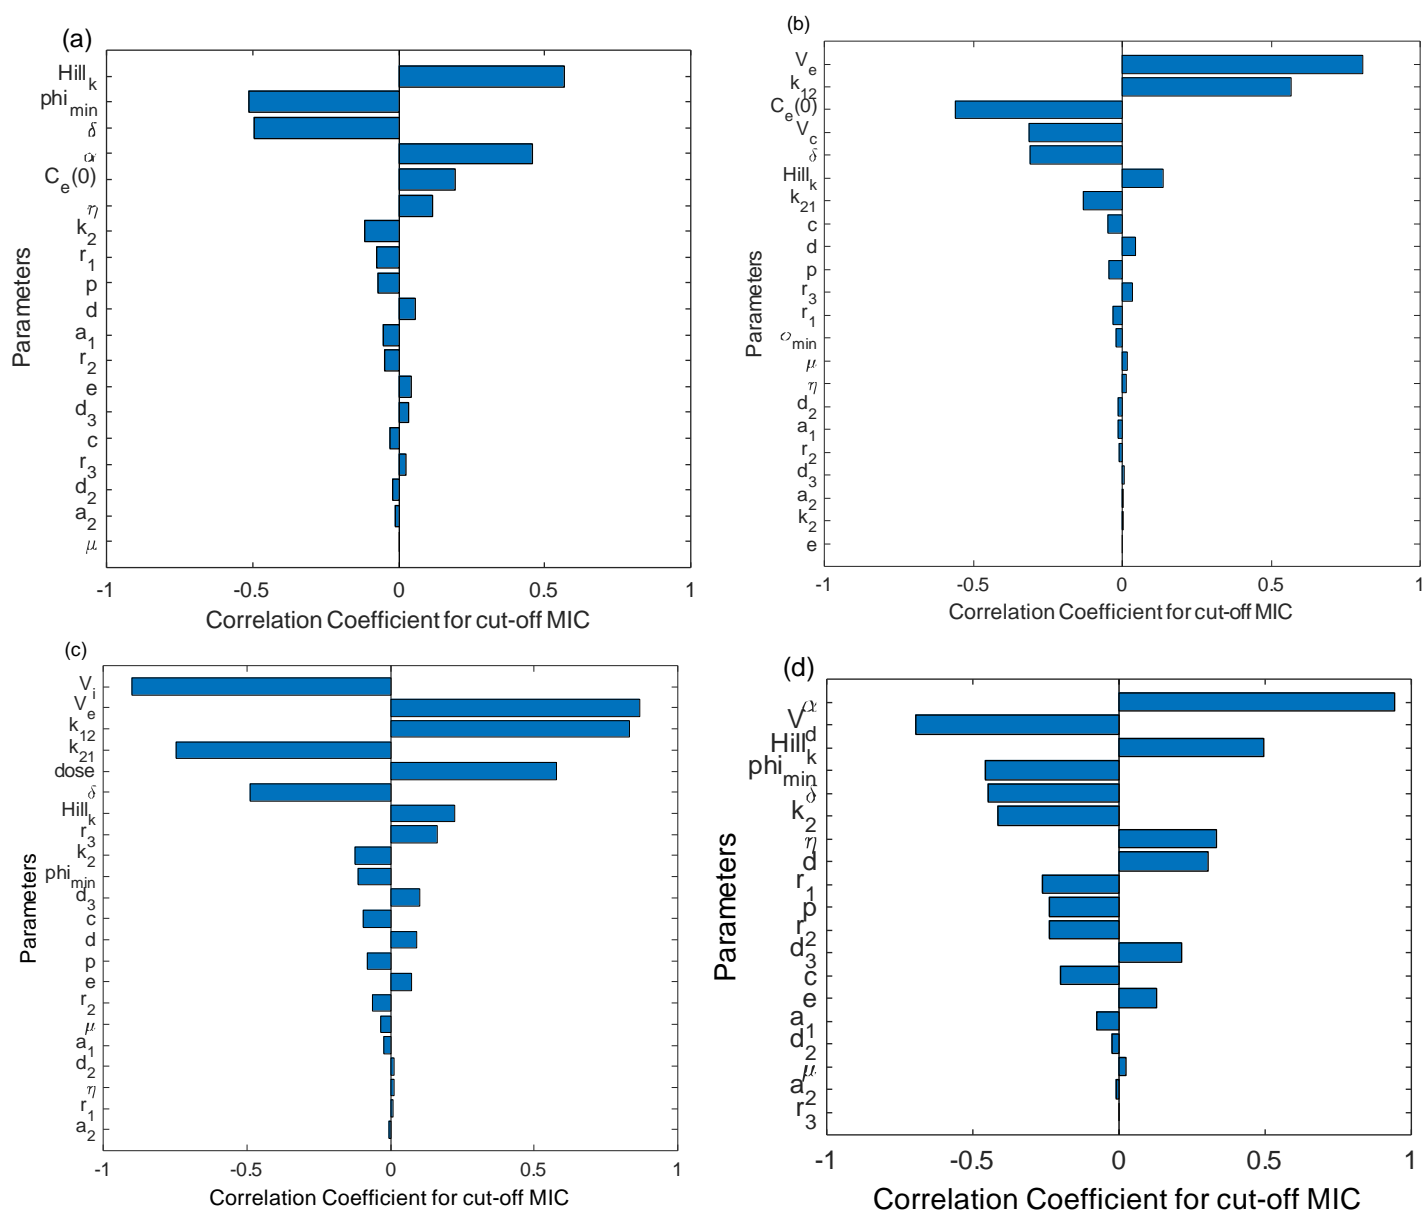 (a)
Hill_k
phi_min
δ
α
C_e(0)
η
k_2
r_1
p
d
a_1
r_2
e
d_3
c
r_3
d_2
a_2
μ
Parameters
-1 -0.5 0 0.5 1
Correlation Coefficient for cut-off MIC
(b)
V_e
k_12
C_e(0)
V_c
δ
Hill_k
k_21
c
d
p
r_3
r_1
μ
η
d_2
a_1
r_2
d_3
a_2
k_2
e
Parameters
-1 -0.5 0 0.5 1
Correlation Coefficient for cut-off MIC
(c)
V_i
V_e
k_12
k_21
dose
δ
Hill_k
r_3
k_2
phi_min
d_3
c
d
p
e
r_2
μ
a_1
d_2
η
r_1
a_2
Parameters
-1 -0.5 0 0.5 1
Correlation Coefficient for cut-off MIC
(d)
α
V_d
Hill_k
phi_min
δ
k_2
η
d
r_1
p
r_2
d_3
c
e
a_1
d_2
μ
a_2
r_3
Parameters
-1 -0.5 0 0.5 1
Correlation Coefficient for cut-off MIC